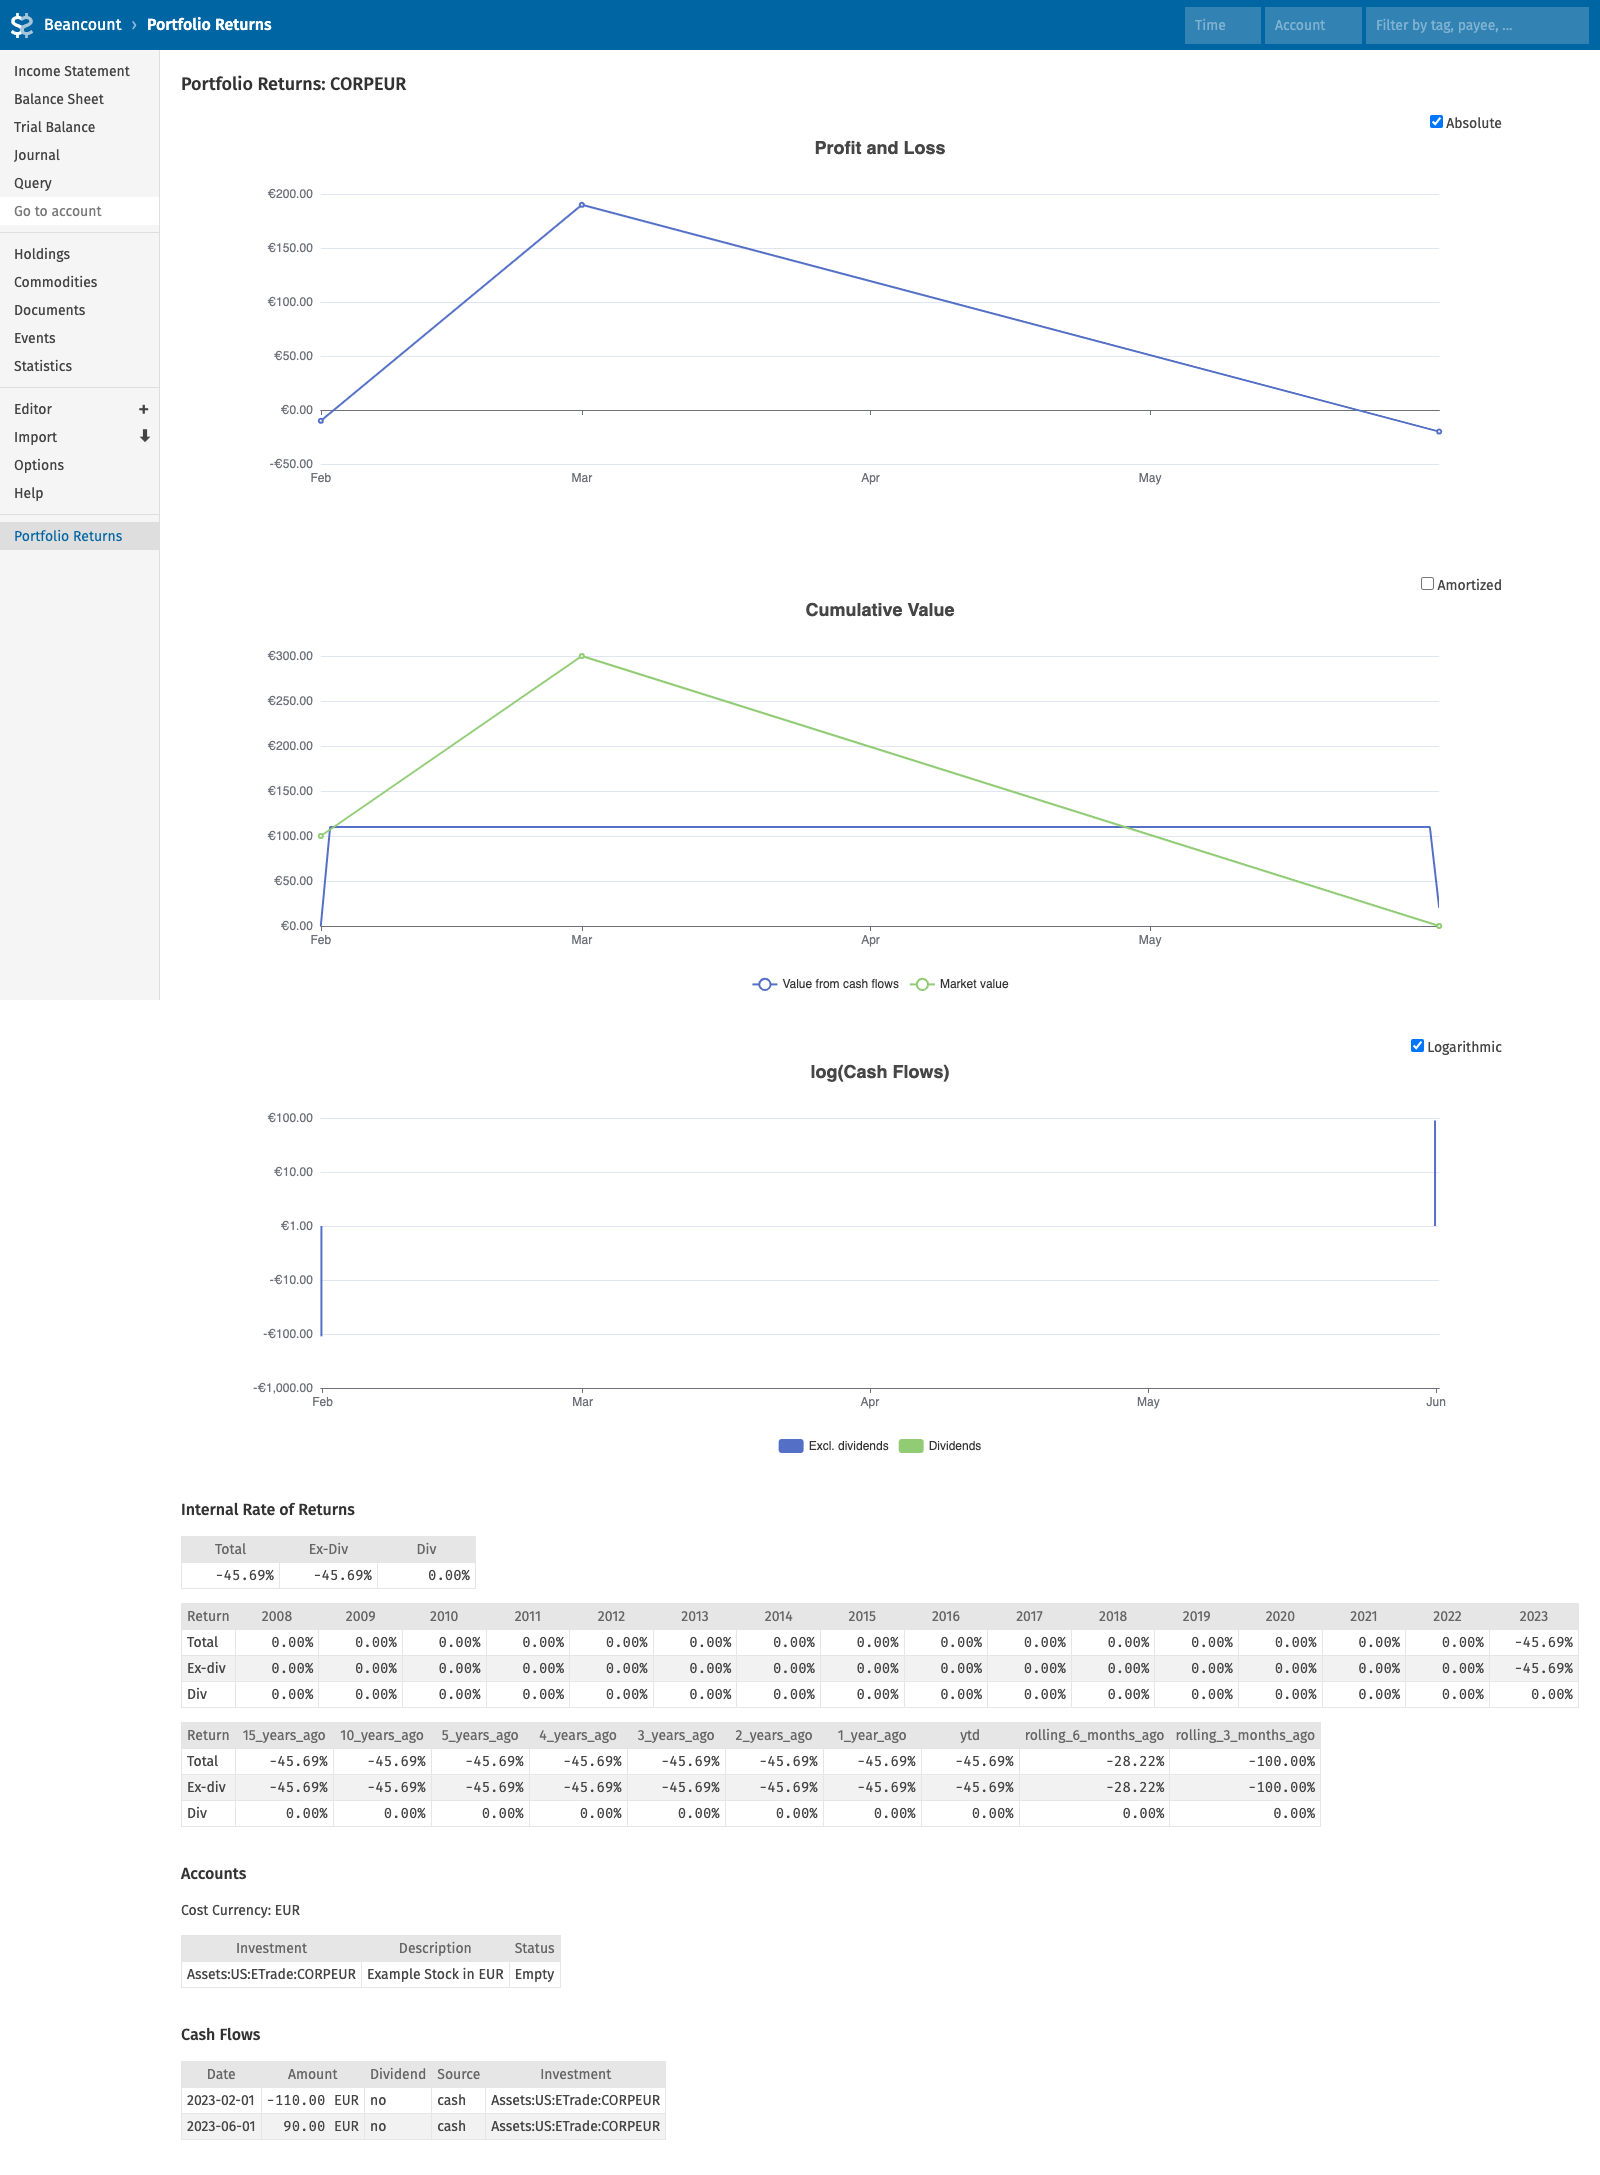 Beancount › Portfolio Returns
Time Account Filter by tag, payee, ...
Income Statement
Balance Sheet
Trial Balance
Journal
Query
Go to account
Holdings
Commodities
Documents
Events
Statistics
Editor +
Import
Options
Help
Portfolio Returns
Portfolio Returns: CORPEUR
Absolute
Profit and Loss
€200.00
€150.00
€100.00
€50.00
€0.00
-€50.00
Feb Mar Apr May
Amortized
Cumulative Value
€300.00
€250.00
€200.00
€150.00
€100.00
€50.00
€0.00
Feb Mar Apr May
Value from cash flows Market value
Logarithmic
log(Cash Flows)
€100.00
€10.00
€1.00
-€10.00
-€100.00
-€1,000.00
Feb Mar Apr May Jun
Excl. dividends Dividends
Internal Rate of Returns
Total Ex-Div Div
-45.69% -45.69% 0.00%
Return 2008 2009 2010 2011 2012 2013 2014 2015 2016 2017 2018 2019 2020 2021 2022 2023
Total 0.00% 0.00% 0.00% 0.00% 0.00% 0.00% 0.00% 0.00% 0.00% 0.00% 0.00% 0.00% 0.00% 0.00% 0.00% -45.69%
Ex-div 0.00% 0.00% 0.00% 0.00% 0.00% 0.00% 0.00% 0.00% 0.00% 0.00% 0.00% 0.00% 0.00% 0.00% 0.00% -45.69%
Div 0.00% 0.00% 0.00% 0.00% 0.00% 0.00% 0.00% 0.00% 0.00% 0.00% 0.00% 0.00% 0.00% 0.00% 0.00% 0.00%
Return 15_years_ago 10_years_ago 5_years_ago 4_years_ago 3_years_ago 2_years_ago 1_year_ago ytd rolling_6_months_ago rolling_3_months_ago
Total -45.69% -45.69% -45.69% -45.69% -45.69% -45.69% -45.69% -45.69% -28.22% -100.00%
Ex-div -45.69% -45.69% -45.69% -45.69% -45.69% -45.69% -45.69% -45.69% -28.22% -100.00%
Div 0.00% 0.00% 0.00% 0.00% 0.00% 0.00% 0.00% 0.00% 0.00% 0.00%
Accounts
Cost Currency: EUR
Investment Description Status
Assets:US:ETrade:CORPEUR Example Stock in EUR Empty
Cash Flows
Date Amount Dividend Source Investment
2023-02-01 -110.00 EUR no cash Assets:US:ETrade:CORPEUR
2023-06-01 90.00 EUR no cash Assets:US:ETrade:CORPEUR